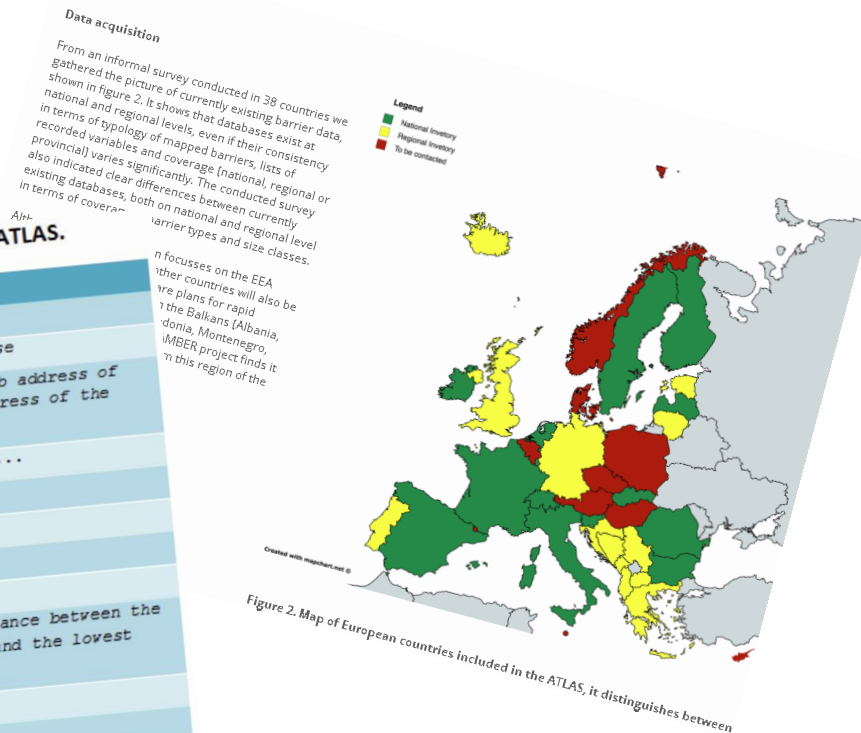 Data acquisition
From an informal survey conducted in 38 countries we
gathered the picture of currently existing barrier data,
shown in figure 2. It shows that databases exist at
national and regional levels, even if their consistency
in terms of typology of mapped barriers, lists of
recorded variables and coverage [national, regional or
provincial] varies significantly. The conducted survey
also indicated clear differences between currently
existing databases, both on national and regional level
in terms of barrier types and size classes.
focusses on the EEA
countries will also be
are plans for rapid
the Balkans [Albania,
Montenegro,
AMBER project finds it
this region of the
ATLAS.
address of
ress of the
...
ance between the
nd the lowest
Legend
National Invetory
Regional Invetory
To be contacted
Created with mapchart.net ©
Figure 2. Map of European countries included in the ATLAS, it distinguishes between